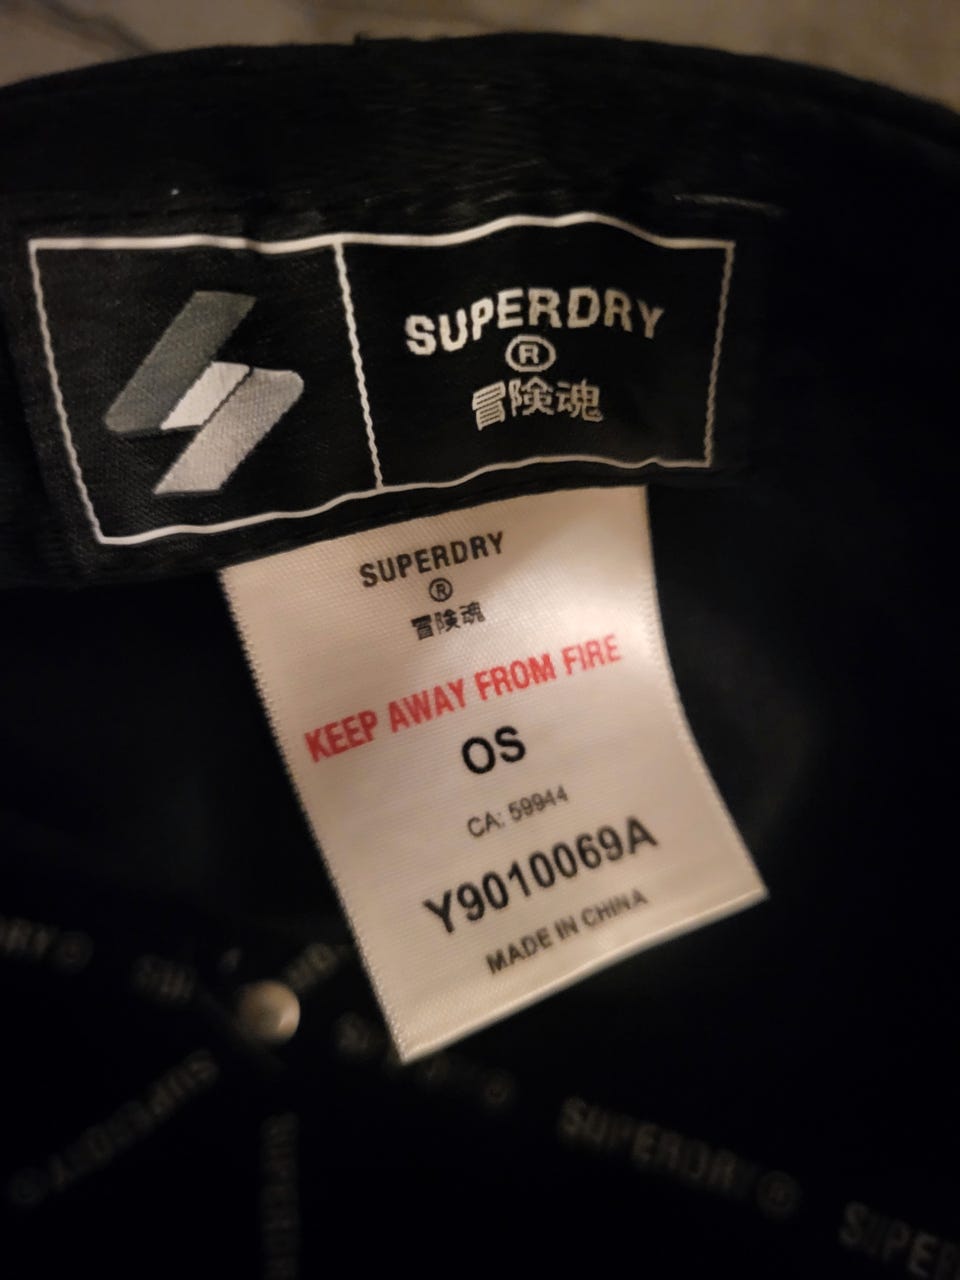 SUPERDRY
®
冒険魂
SUPERDRY
®
冒険魂
KEEP AWAY FROM FIRE
OS
CA: 59944
Y9010069A
MADE IN CHINA
SUPERDRY®
SUPERDRY®